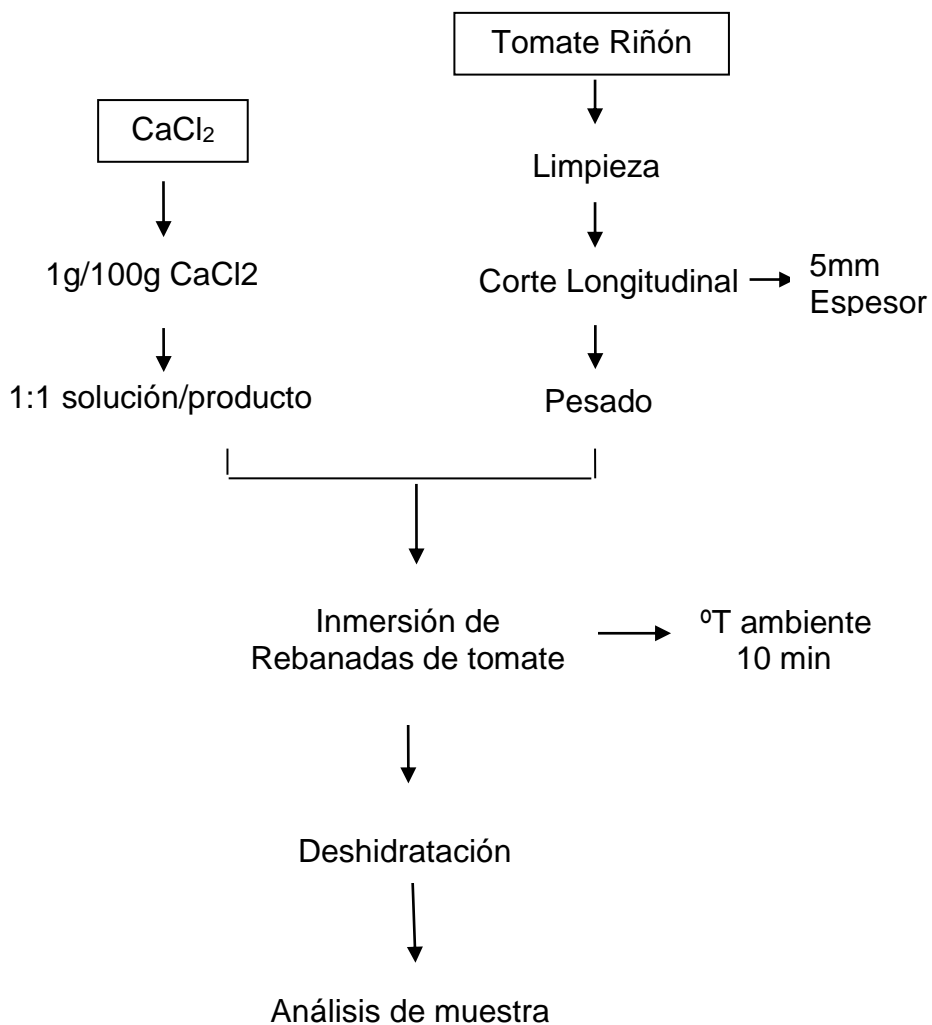 Tomate Riñón
CaCl₂
Limpieza
1g/100g CaCl2
Corte Longitudinal
5mm
Espesor
1:1 solución/producto
Pesado
Inmersión de
Rebanadas de tomate
ºT ambiente
10 min
Deshidratación
Análisis de muestra